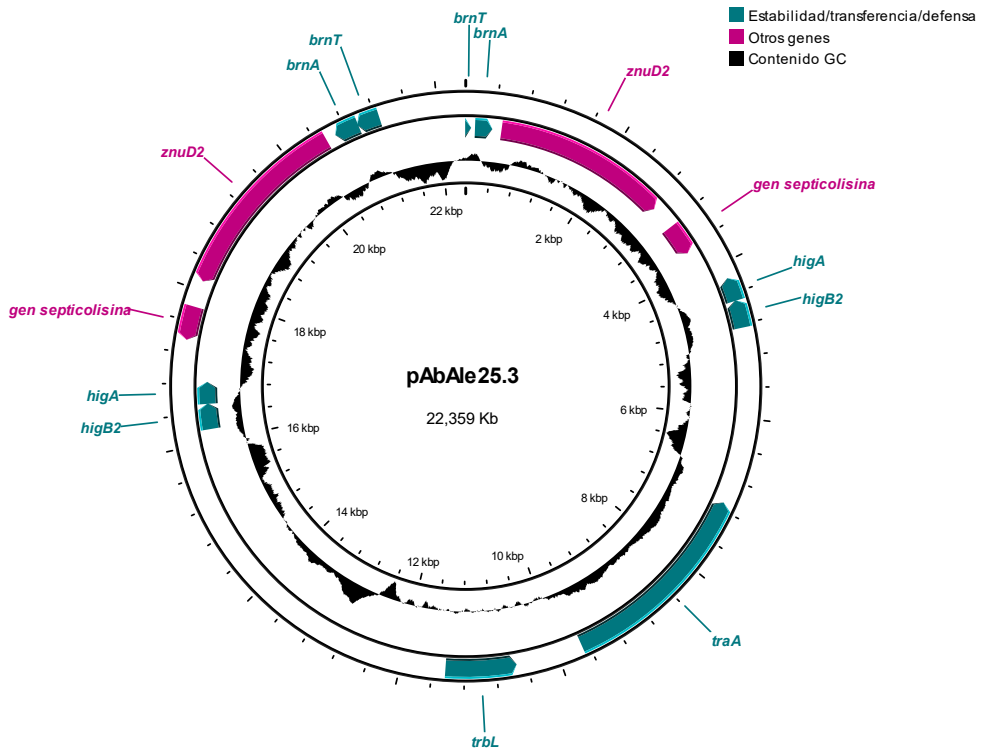 brnT
brnA
Estabilidad/transferencia/defensa
Otros genes
Contenido GC
brnT
brnA
znuD2
znuD2
gen septicolisina
higA
higB2
gen septicolisina
higA
higB2
traA
trbL
22 kbp
2 kbp
20 kbp
4 kbp
18 kbp
6 kbp
16 kbp
8 kbp
14 kbp
10 kbp
12 kbp
pAbAle25.3
22,359 Kb